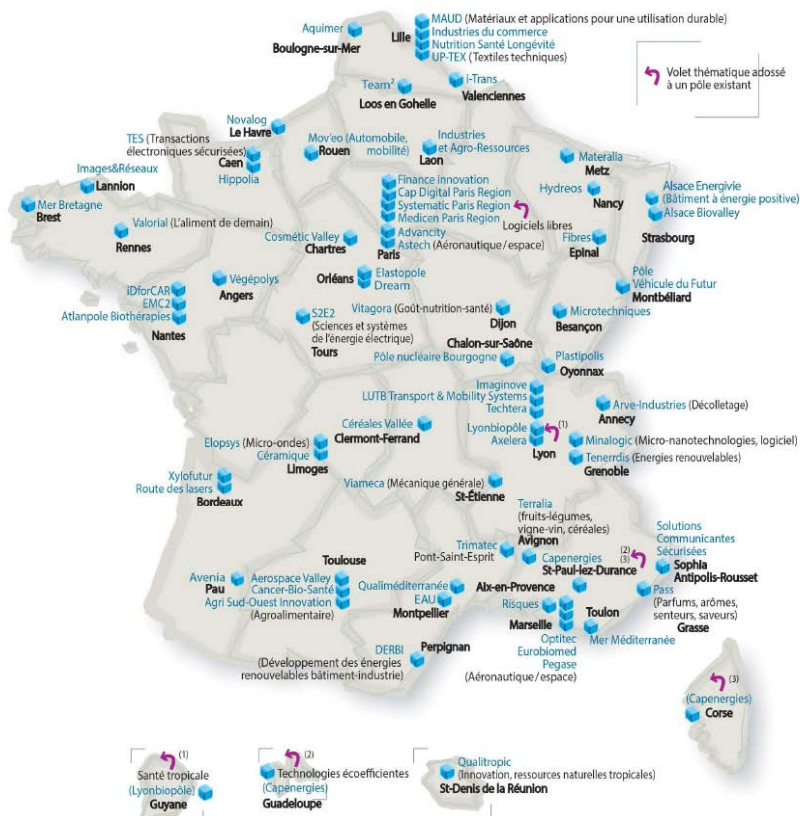 Aquimer
Boulogne-sur-Mer
MAUD (Matériaux et applications pour une utilisation durable)
Industries du commerce
Nutrition Santé Longévité
UP-TEX (Textiles techniques)
Lille
Volet thématique adossé
à un pôle existant
Team²
Loos en Gohelle
i-Trans
Valenciennes
Novalog
Le Havre
TES (Transactions
électroniques sécurisées)
Caen
Hippolia
Mov'eo (Automobile,
mobilité)
Rouen
Industries
et Agro-Ressources
Laon
Materalia
Metz
Hydreos
Nancy
Alsace Energivie
(Bâtiment à énergie positive)
Alsace Biovalley
Strasbourg
Images&Réseaux
Lannion
Mer Bretagne
Brest
Valorial (L'aliment de demain)
Rennes
Finance innovation
Cap Digital Paris Region
Systematic Paris Region
Medicen Paris Region
Advancity
Astech (Aéronautique/espace)
Paris
Logiciels libres
Cosmétic Valley
Chartres
Fibres
Epinal
iDforCAR
EMC2
Atlanpole Biothérapies
Nantes
Végépolys
Angers
Orléans
Elastopole
Dream
S2E2
(Sciences et systèmes
de l'énergie électrique)
Tours
Vitagora (Goût-nutrition-santé)
Dijon
Pôle
Véhicule du Futur
Montbéliard
Microtechniques
Besançon
Chalon-sur-Saône
Pôle nucléaire Bourgogne
Plastipolis
Oyonnax
Imaginove
LUTB Transport & Mobility Systems
Techtera
Lyonbiopôle
(1)
Axelera
Lyon
Arve-Industries (Décolletage)
Annecy
Minalogic (Micro-nanotechnologies, logiciel)
Tenerrdis (Energies renouvelables)
Grenoble
Céréales Vallée
Clermont-Ferrand
Elopsys (Micro-ondes)
Céramique
Limoges
Xylofutur
Route des lasers
Bordeaux
Viameca (Mécanique générale)
St-Étienne
Terralia
(fruits-légumes,
vigne-vin, céréales)
Avignon
Trimatec
Pont-Saint-Esprit
Capenergies
(2)
(3)
St-Paul-lez-Durance
Solutions
Communicantes
Sécurisées
Sophia
Antipolis-Rousset
Avenia
Pau
Toulouse
Aerospace Valley
Cancer-Bio-Santé
Agri Sud-Ouest Innovation
(Agroalimentaire)
Qualiméditerranée
EAU
Montpellier
Aix-en-Provence
Risques
Marseille
Optitec
Eurobiomed
Pegase
(Aéronautique/espace)
Toulon
Mer Méditerranée
Pass
(Parfums, arômes,
senteurs, saveurs)
Grasse
DERBI
(Développement des énergies
renouvelables bâtiment-industrie)
Perpignan
(3)
(Capenergies)
Corse
(1)
Santé tropicale
(Lyonbiopôle)
Guyane
(2)
Technologies écoefficientes
(Capenergies)
Guadeloupe
Qualitropic
(Innovation, ressources naturelles tropicales)
St-Denis de la Réunion